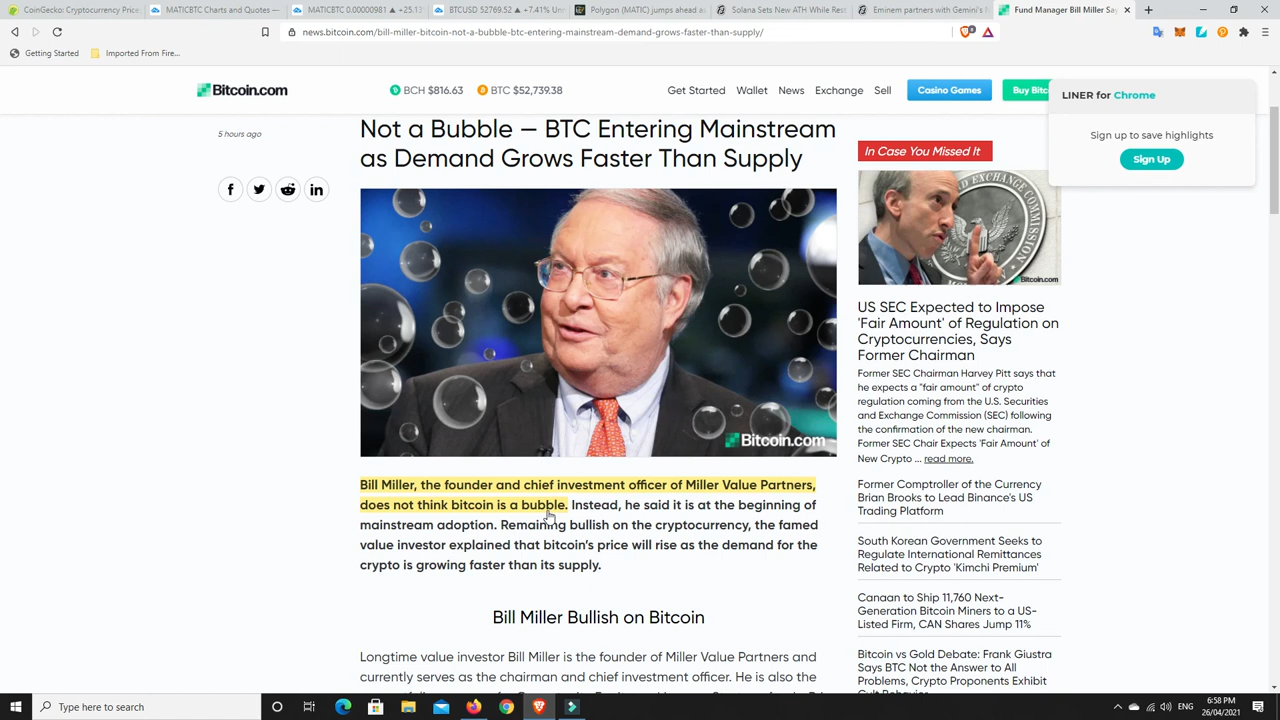 CoinGecko: Cryptocurrency Price
MATICBTC Charts and Quotes —
MATICBTC 0.00000981 ▲ +25.13
BTCUSD 52769.52 ▲ +7.41% Un
Polygon (MATIC) jumps ahead as
Solana Sets New ATH While Rest
Eminem partners with Gemini's
Fund Manager Bill Miller Say
news.bitcoin.com/bill-miller-bitcoin-not-a-bubble-btc-entering-mainstream-demand-grows-faster-than-supply/
Getting Started
Imported From Fire...
Bitcoin.com
BCH $816.63
BTC $52,739.38
Get Started
Wallet
News
Exchange
Sell
Casino Games
Buy Bitc
LINER for Chrome
Sign up to save highlights
Sign Up
5 hours ago
Not a Bubble — BTC Entering Mainstream
as Demand Grows Faster Than Supply
Bitcoin.com
Bill Miller, the founder and chief investment officer of Miller Value Partners,
does not think bitcoin is a bubble. Instead, he said it is at the beginning of
mainstream adoption. Remaining bullish on the cryptocurrency, the famed
value investor explained that bitcoin's price will rise as the demand for the
crypto is growing faster than its supply.
Bill Miller Bullish on Bitcoin
Longtime value investor Bill Miller is the founder of Miller Value Partners and
currently serves as the chairman and chief investment officer. He is also the
In Case You Missed It
Bitcoin.com
US SEC Expected to Impose
'Fair Amount' of Regulation on
Cryptocurrencies, Says
Former Chairman
Former SEC Chairman Harvey Pitt says that
he expects a "fair amount" of crypto
regulation coming from the U.S. Securities
and Exchange Commission (SEC) following
the confirmation of the new chairman.
Former SEC Chair Expects 'Fair Amount' of
New Crypto ... read more.
Former Comptroller of the Currency
Brian Brooks to Lead Binance's US
Trading Platform
South Korean Government Seeks to
Regulate International Remittances
Related to Crypto 'Kimchi Premium'
Canaan to Ship 11,760 Next-
Generation Bitcoin Miners to a US-
Listed Firm, CAN Shares Jump 11%
Bitcoin vs Gold Debate: Frank Giustra
Says BTC Not the Answer to All
Problems, Crypto Proponents Exhibit
Type here to search
ENG
6:58 PM
26/04/2021